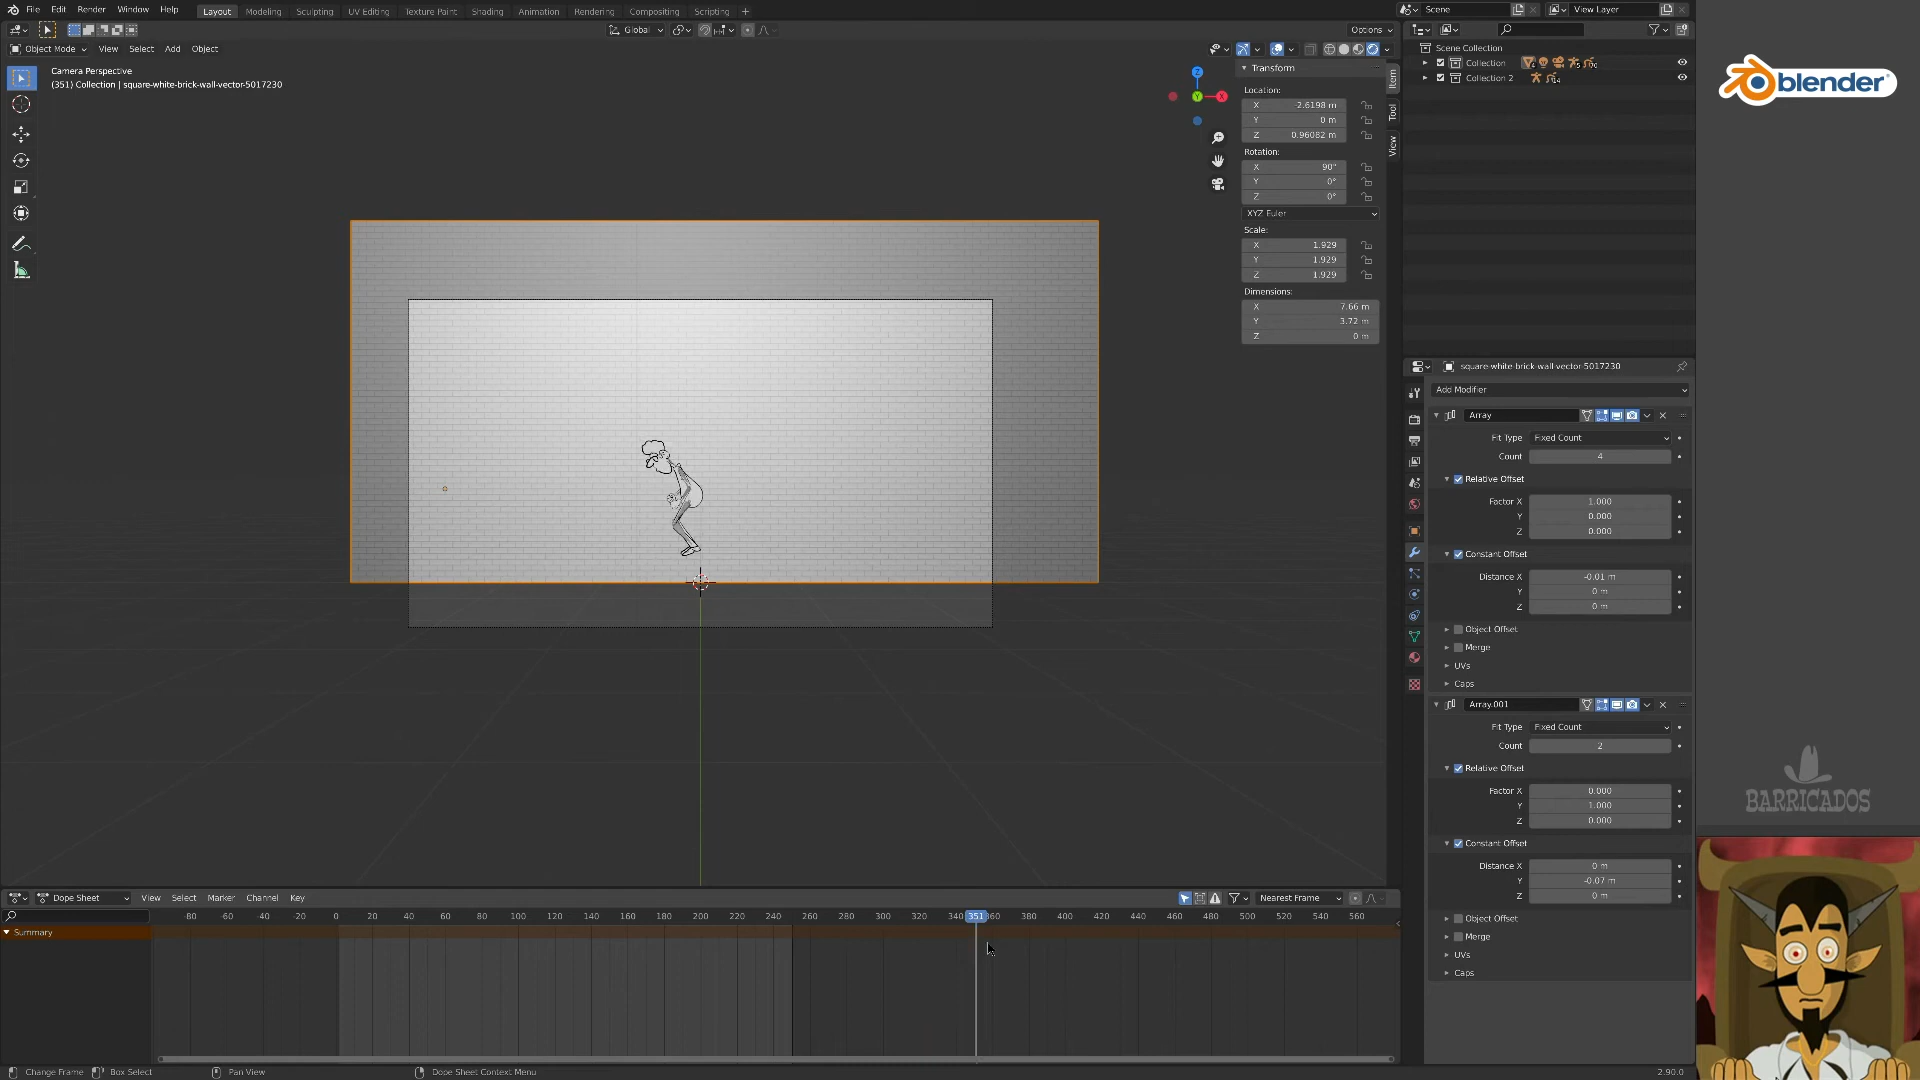 File Edit Render Window Help Layout Modeling Sculpting UV Editing Texture Paint Shading Animation Rendering Compositing Scripting +
Scene View Layer
Global Options
Object Mode View Select Add Object
Camera Perspective
(351) Collection | square-white-brick-wall-vector-5017230
Z
Y X
Transform
Location:
X -2.6198 m
Y 0 m
Z 0.96082 m
Rotation:
X 90°
Y 0°
Z 0°
XYZ Euler
Scale:
X 1.929
Y 1.929
Z 1.929
Dimensions:
X 7.66 m
Y 3.72 m
Z 0 m
Item
Tool
View
Scene Collection
Collection
Collection 2
square-white-brick-wall-vector-5017230
Add Modifier
Array
Fit Type Fixed Count
Count 4
Relative Offset
Factor X 1.000
Y 0.000
Z 0.000
Constant Offset
Distance X -0.01 m
Y 0 m
Z 0 m
Object Offset
Merge
UVs
Caps
Array.001
Fit Type Fixed Count
Count 2
Relative Offset
Factor X 0.000
Y 1.000
Z 0.000
Constant Offset
Distance X 0 m
Y -0.07 m
Z 0 m
Object Offset
Merge
UVs
Caps
blender
BARRICADOS
Dope Sheet View Select Marker Channel Key Nearest Frame
-80 -60 -40 -20 0 20 40 60 80 100 120 140 160 180 200 220 240 260 280 300 320 340 351 360 380 400 420 440 460 480 500 520 540 560
Summary
Change Frame Box Select Pan View Dope Sheet Context Menu 2.90.0